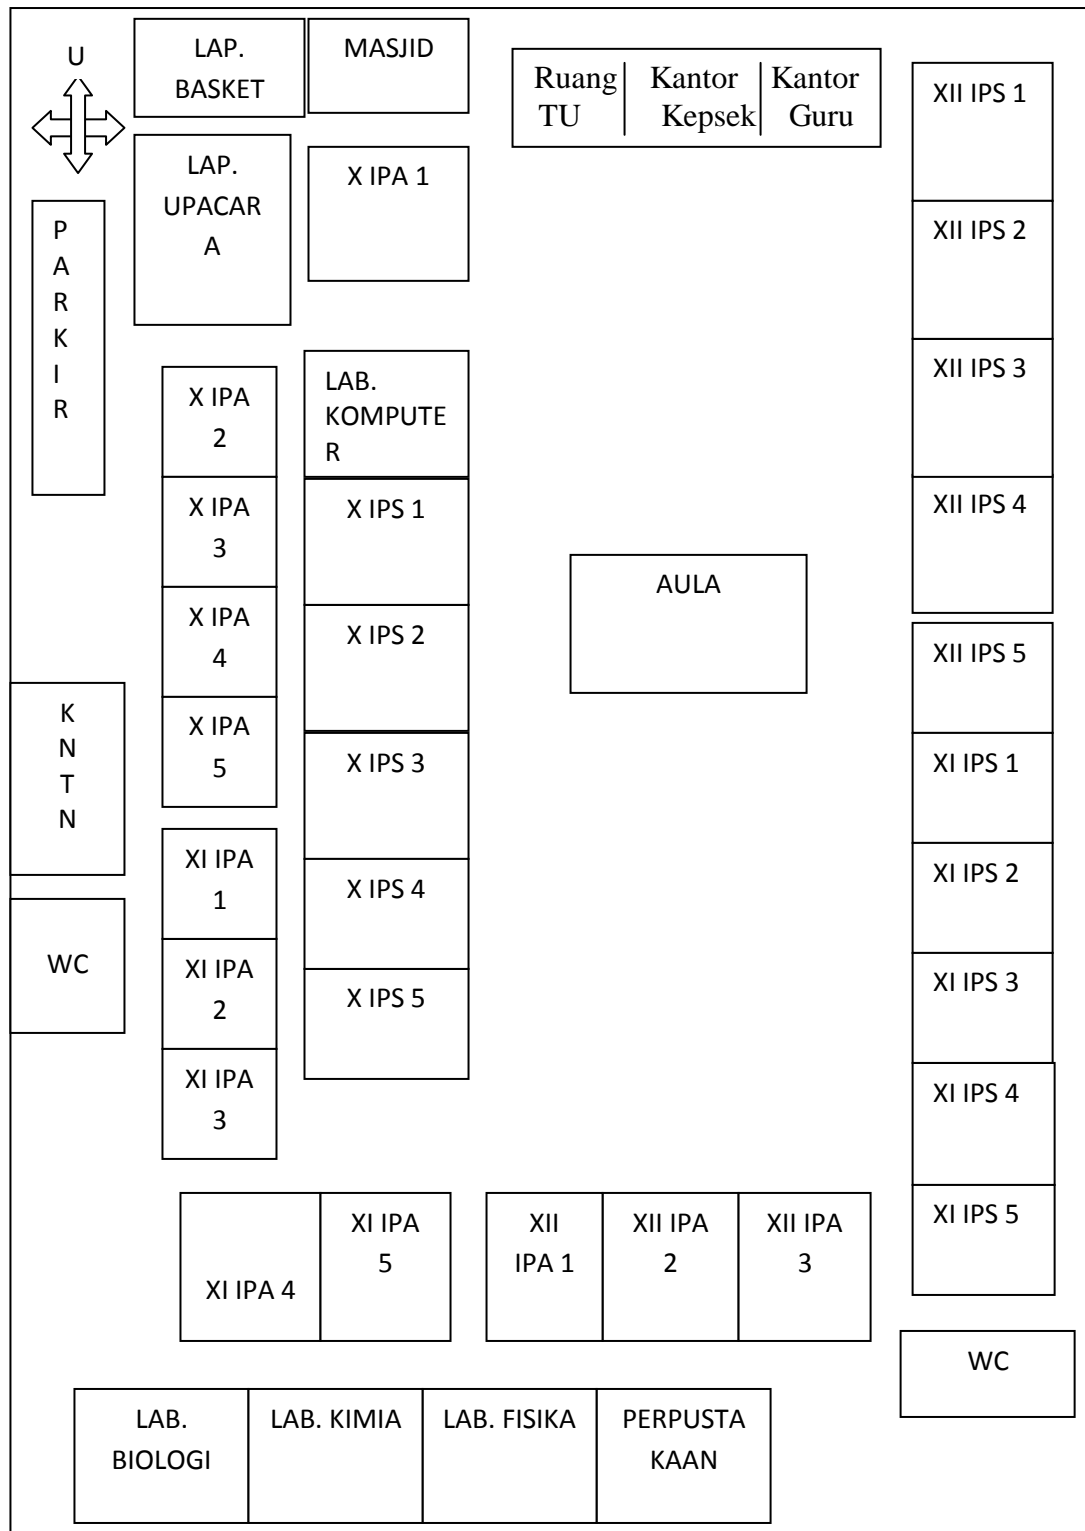 U
LAP.
BASKET
MASJID
Ruang
TU
Kantor
Kepsek
Kantor
Guru
XII IPS 1
LAP.
UPACAR
A
X IPA 1
P
A
R
K
I
R
XII IPS 2
XII IPS 3
X IPA
2
LAB.
KOMPUTE
R
X IPA
3
X IPS 1
XII IPS 4
AULA
X IPA
4
X IPS 2
XII IPS 5
K
N
T
N
X IPA
5
X IPS 3
XI IPS 1
XI IPA
1
X IPS 4
XI IPS 2
WC
XI IPA
2
X IPS 5
XI IPS 3
XI IPA
3
XI IPS 4
XI IPA 4
XI IPA
5
XII
IPA 1
XII IPA
2
XII IPA
3
XI IPS 5
WC
LAB.
BIOLOGI
LAB. KIMIA
LAB. FISIKA
PERPUSTA
KAAN